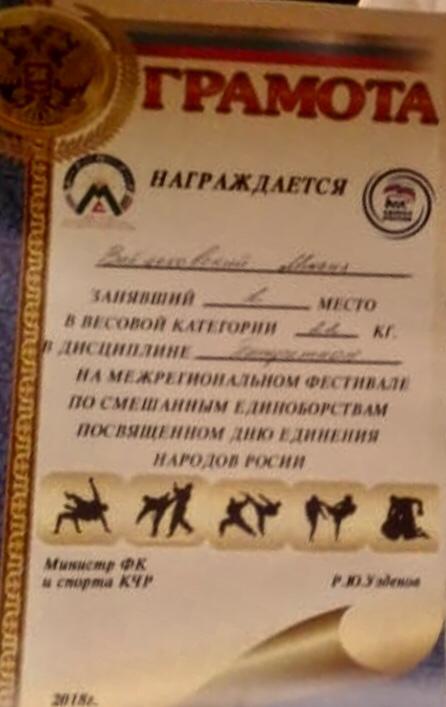 ГРАМОТА
НАГРАЖДАЕТСЯ
ЗАНЯВШИЙ МЕСТО
В ВЕСОВОЙ КАТЕГОРИИ КГ.
В ДИСЦИПЛИНЕ
НА МЕЖРЕГИОНАЛЬНОМ ФЕСТИВАЛЕ
ПО СМЕШАННЫМ ЕДИНОБОРСТВАМ
ПОСВЯЩЕННОМ ДНЮ ЕДИНЕНИЯ
НАРОДОВ РОСИИ
Министр ФК
и спорта КЧР
Р.Ю.Узденов
2018г.